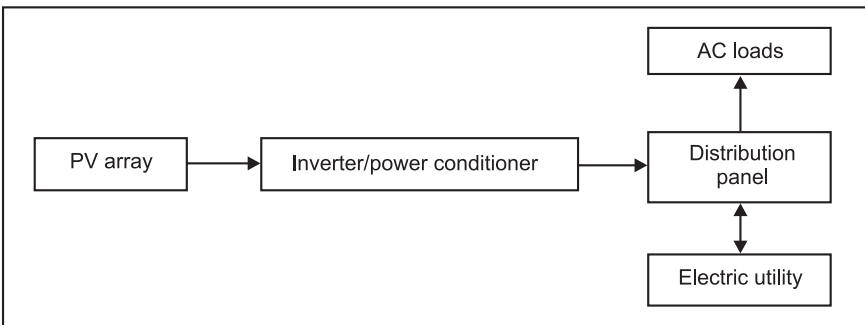 AC loads
PV array
Inverter/power conditioner
Distribution
panel
Electric utility